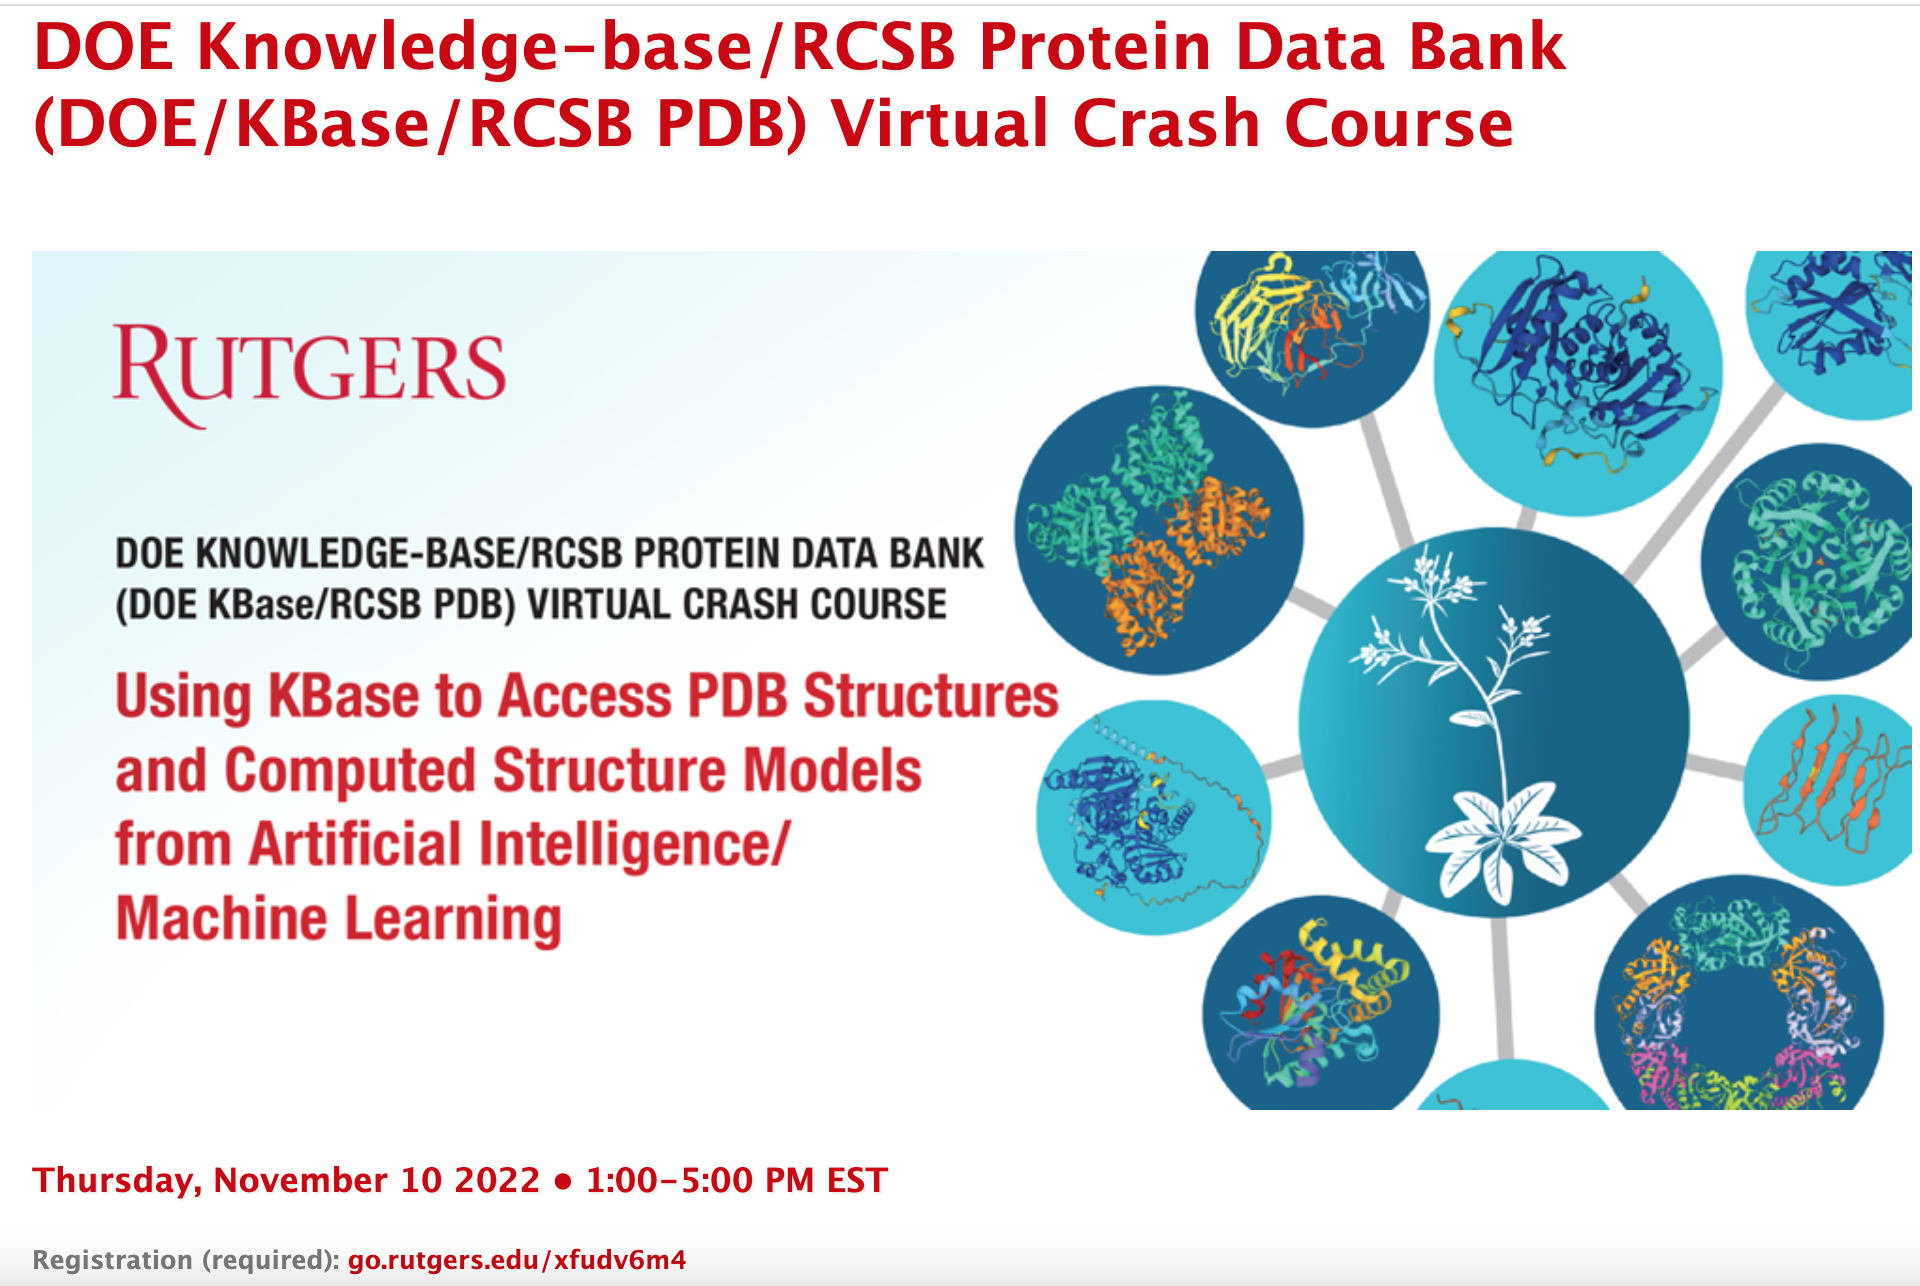 DOE Knowledge-base/RCSB Protein Data Bank
(DOE/KBase/RCSB PDB) Virtual Crash Course
RUTGERS
DOE KNOWLEDGE-BASE/RCSB PROTEIN DATA BANK
(DOE KBase/RCSB PDB) VIRTUAL CRASH COURSE
Using KBase to Access PDB Structures
and Computed Structure Models
from Artificial Intelligence/
Machine Learning
Thursday, November 10 2022 • 1:00-5:00 PM EST
Registration (required): go.rutgers.edu/xfudv6m4